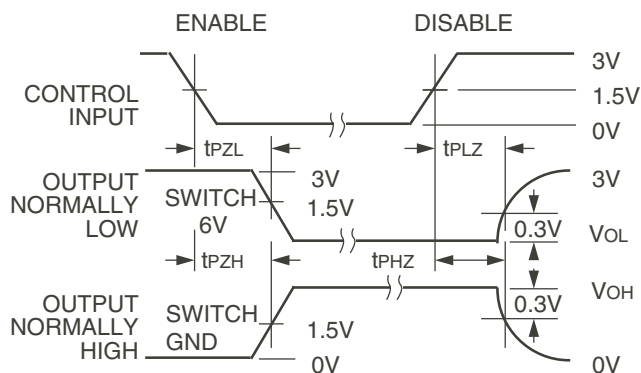 ENABLE DISABLE
3V
CONTROL
INPUT
1.5V
0V
tPZL tPLZ
OUTPUT
NORMALLY
LOW
SWITCH
6V
3V
1.5V
3V
0.3V
VOL
tPZH tPHZ
OUTPUT
NORMALLY
HIGH
SWITCH
GND
1.5V
0V
0.3V
VOH
0V